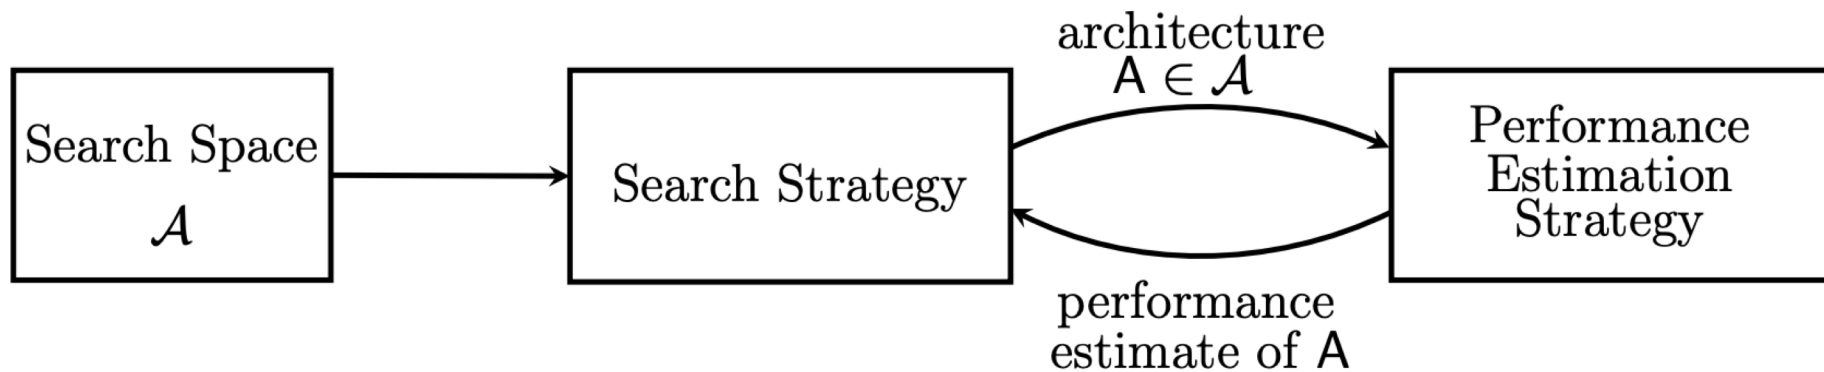 Search Space
𝒜
Search Strategy
architecture
A ∈ 𝒜
performance
estimate of A
Performance
Estimation
Strategy